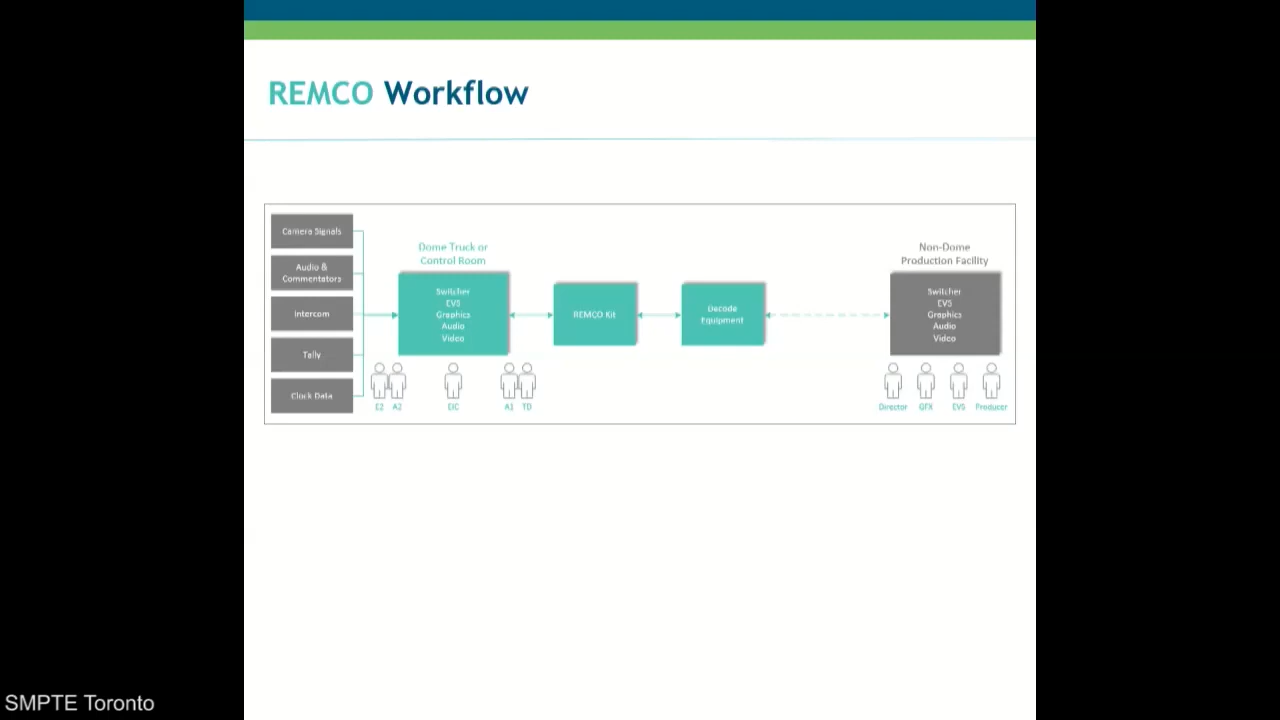 REMCO Workflow
Camera Signals
Audio &
Commentators
Intercom
Tally
Clock Data
Dome Truck or
Control Room
Switcher
EVS
Graphics
Audio
Video
E2 A2
EIC
A1 TD
REMCO Kit
Decode
Equipment
Non-Dome
Production Facility
Switcher
EVS
Graphics
Audio
Video
Director GFX EVS Producer
SMPTE Toronto